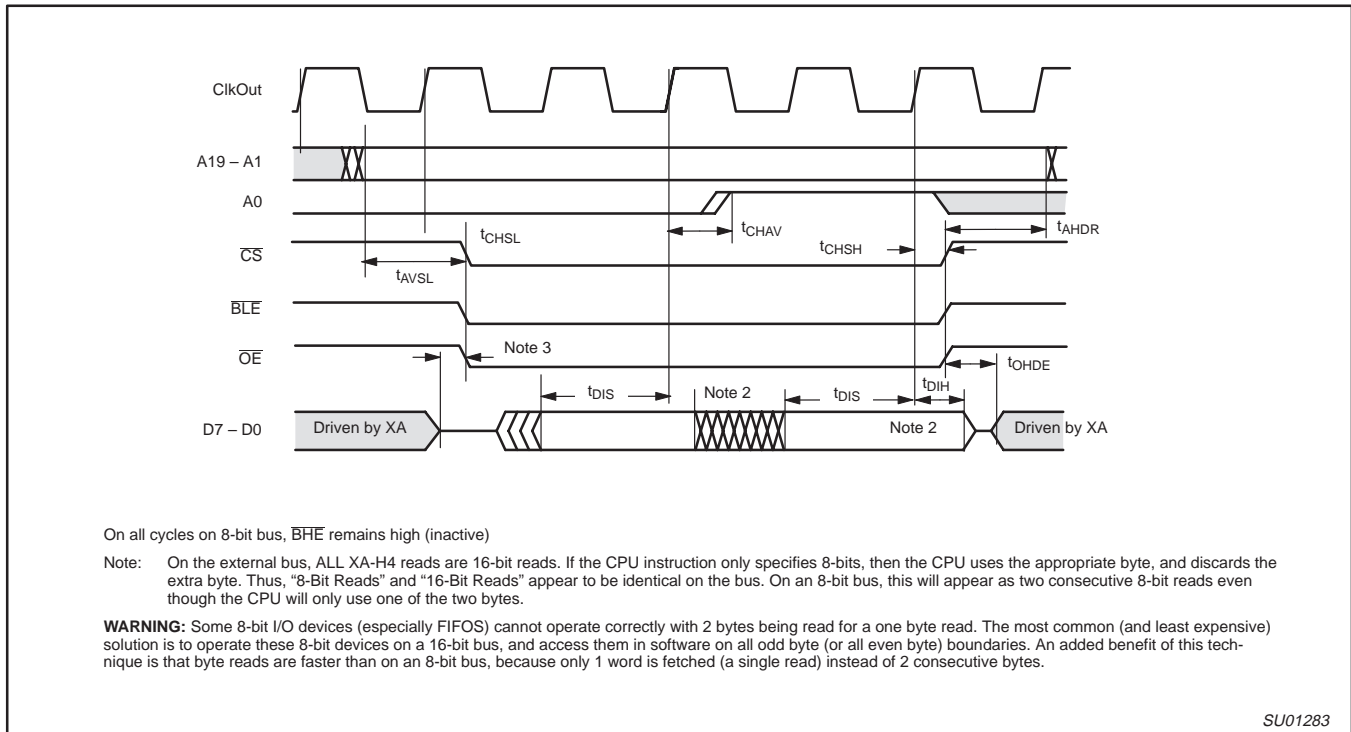 ClkOut
A19 – A1
A0
tCHAV
tAHDR
tCHSL
tCHSH
CS
tAVSL
BLE
OE
Note 3
tOHDE
tDIS
Note 2
tDIS
tDIH
D7 – D0
Driven by XA
Note 2
Driven by XA
On all cycles on 8-bit bus, BHE remains high (inactive)
Note: On the external bus, ALL XA-H4 reads are 16-bit reads. If the CPU instruction only specifies 8-bits, then the CPU uses the appropriate byte, and discards the
extra byte. Thus, “8-Bit Reads” and “16-Bit Reads” appear to be identical on the bus. On an 8-bit bus, this will appear as two consecutive 8-bit reads even
though the CPU will only use one of the two bytes.
WARNING: Some 8-bit I/O devices (especially FIFOS) cannot operate correctly with 2 bytes being read for a one byte read. The most common (and least expensive)
solution is to operate these 8-bit devices on a 16-bit bus, and access them in software on all odd byte (or all even byte) boundaries. An added benefit of this tech-
nique is that byte reads are faster than on an 8-bit bus, because only 1 word is fetched (a single read) instead of 2 consecutive bytes.
SU01283